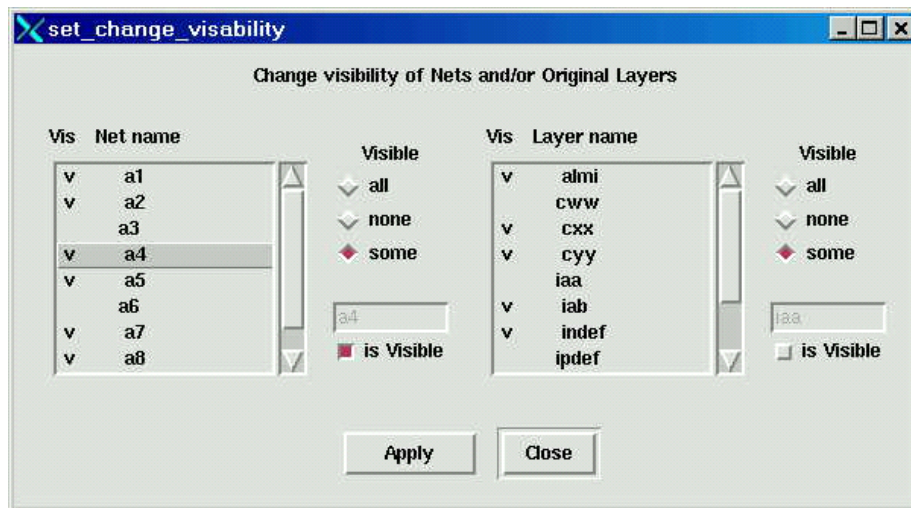 set_change_visability
Change visibility of Nets and/or Original Layers
Vis Net name
v a1
v a2
a3
v a4
v a5
a6
v a7
v a8
Visible
all
none
some
a4
is Visible
Vis Layer name
v almi
cww
v cxx
v cyy
iaa
v iab
v indef
ipdef
Visible
all
none
some
iaa
is Visible
Apply
Close